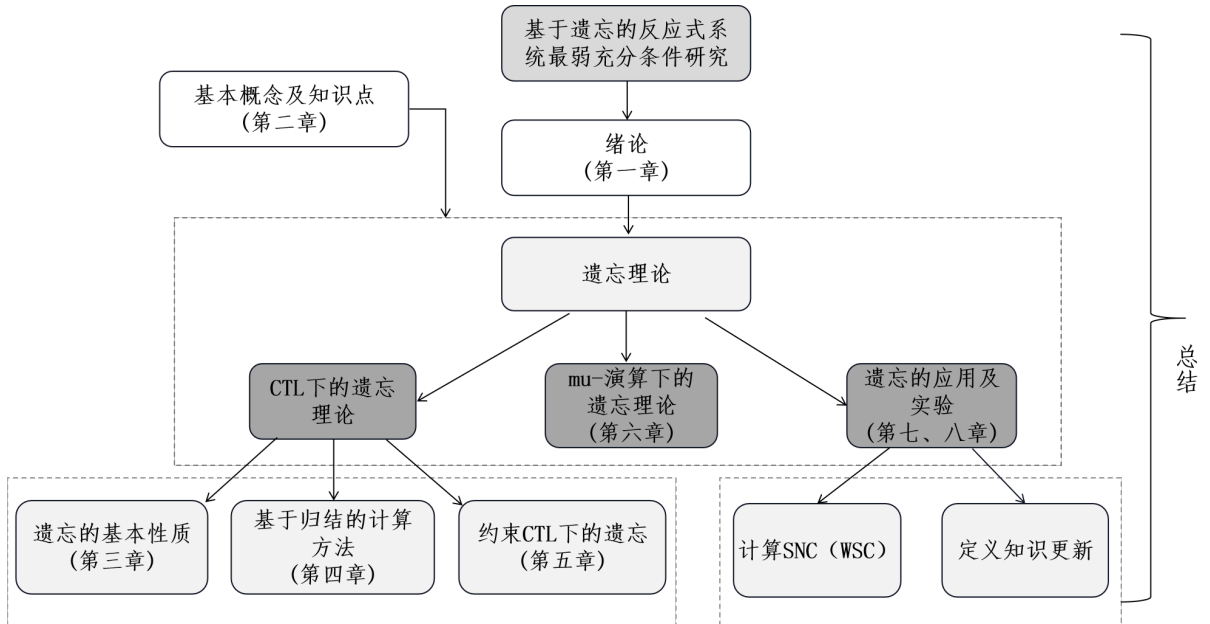 基于遗忘的反应式系
统最弱充分条件研究
基本概念及知识点
(第二章)
绪论
(第一章)
遗忘理论
CTL下的遗忘
理论
mu-演算下的
遗忘理论
(第六章)
遗忘的应用及
实验
(第七、八章)
遗忘的基本性质
(第三章)
基于归结的计算
方法
(第四章)
约束CTL下的遗忘
(第五章)
计算SNC（WSC）
定义知识更新
总结